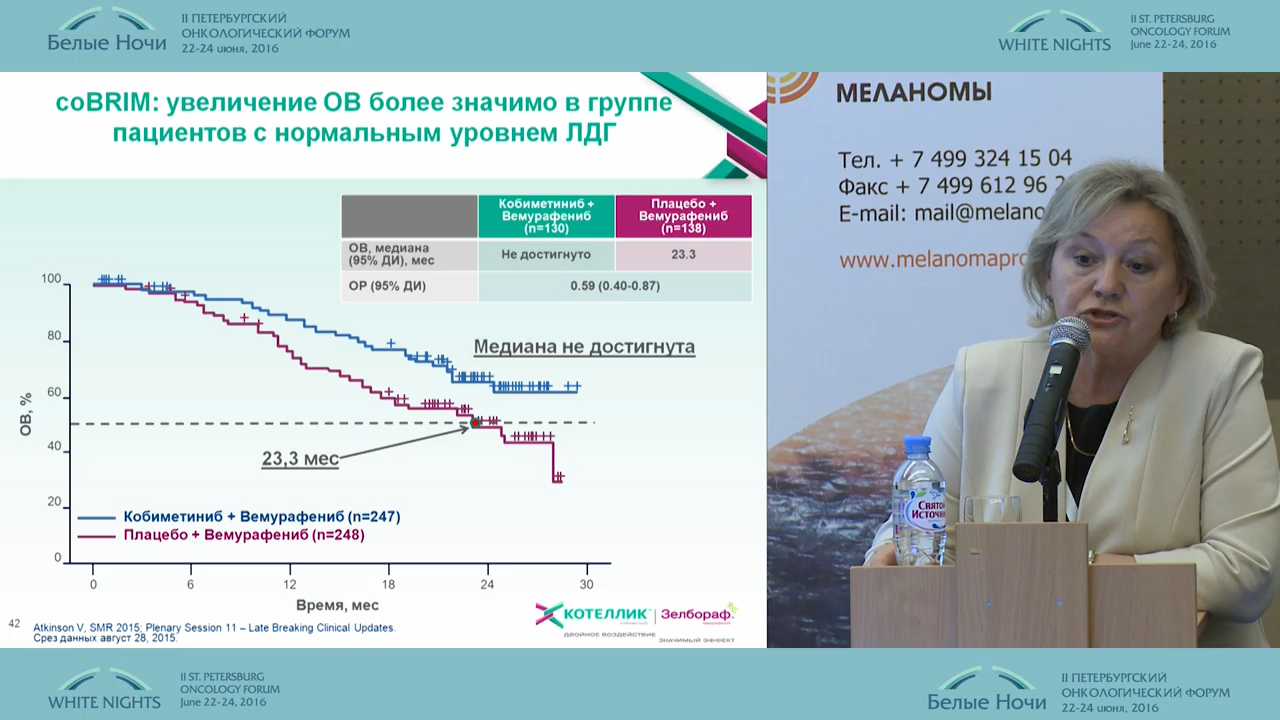 Белые Ночи
II ПЕТЕРБУРГСКИЙ
ОНКОЛОГИЧЕСКИЙ ФОРУМ
22-24 июня, 2016
WHITE NIGHTS
II ST. PETERSBURG
ONCOLOGY FORUM
June 22-24, 2016
coBRIM: увеличение ОВ более значимо в группе
пациентов с нормальным уровнем ЛДГ
Кобиметиниб +
Вемурафениб
(n=130)
Плацебо +
Вемурафениб
(n=138)
ОВ, медиана
(95% ДИ), мес
Не достигнуто
23.3
ОР (95% ДИ)
0.59 (0.40-0.87)
100
80
60
40
20
0
ОВ, %
Медиана не достигнута
23,3 мес
Кобиметиниб + Вемурафениб (n=247)
Плацебо + Вемурафениб (n=248)
0 6 12 18 24 30
Время, мес
42
Atkinson V, SMR 2015; Plenary Session 11 – Late Breaking Clinical Updates.
Срез данных август 28, 2015.
КОТЕЛЛИК
Зелбораф
ДВОЙНОЕ ВОЗДЕЙСТВИЕ
ЗНАЧИМЫЙ ЭФФЕКТ
МЕЛАНОМЫ
Тел. + 7 499 324 15 04
Факс + 7 499 612 96 2
E-mail: mail@melano
www.melanomapro
Святой
Источник
WHITE NIGHTS
II ST. PETERSBURG
ONCOLOGY FORUM
June 22-24, 2016
Белые Ночи
II ПЕТЕРБУРГСКИЙ
ОНКОЛОГИЧЕСКИЙ ФОРУМ
22-24 июня, 2016